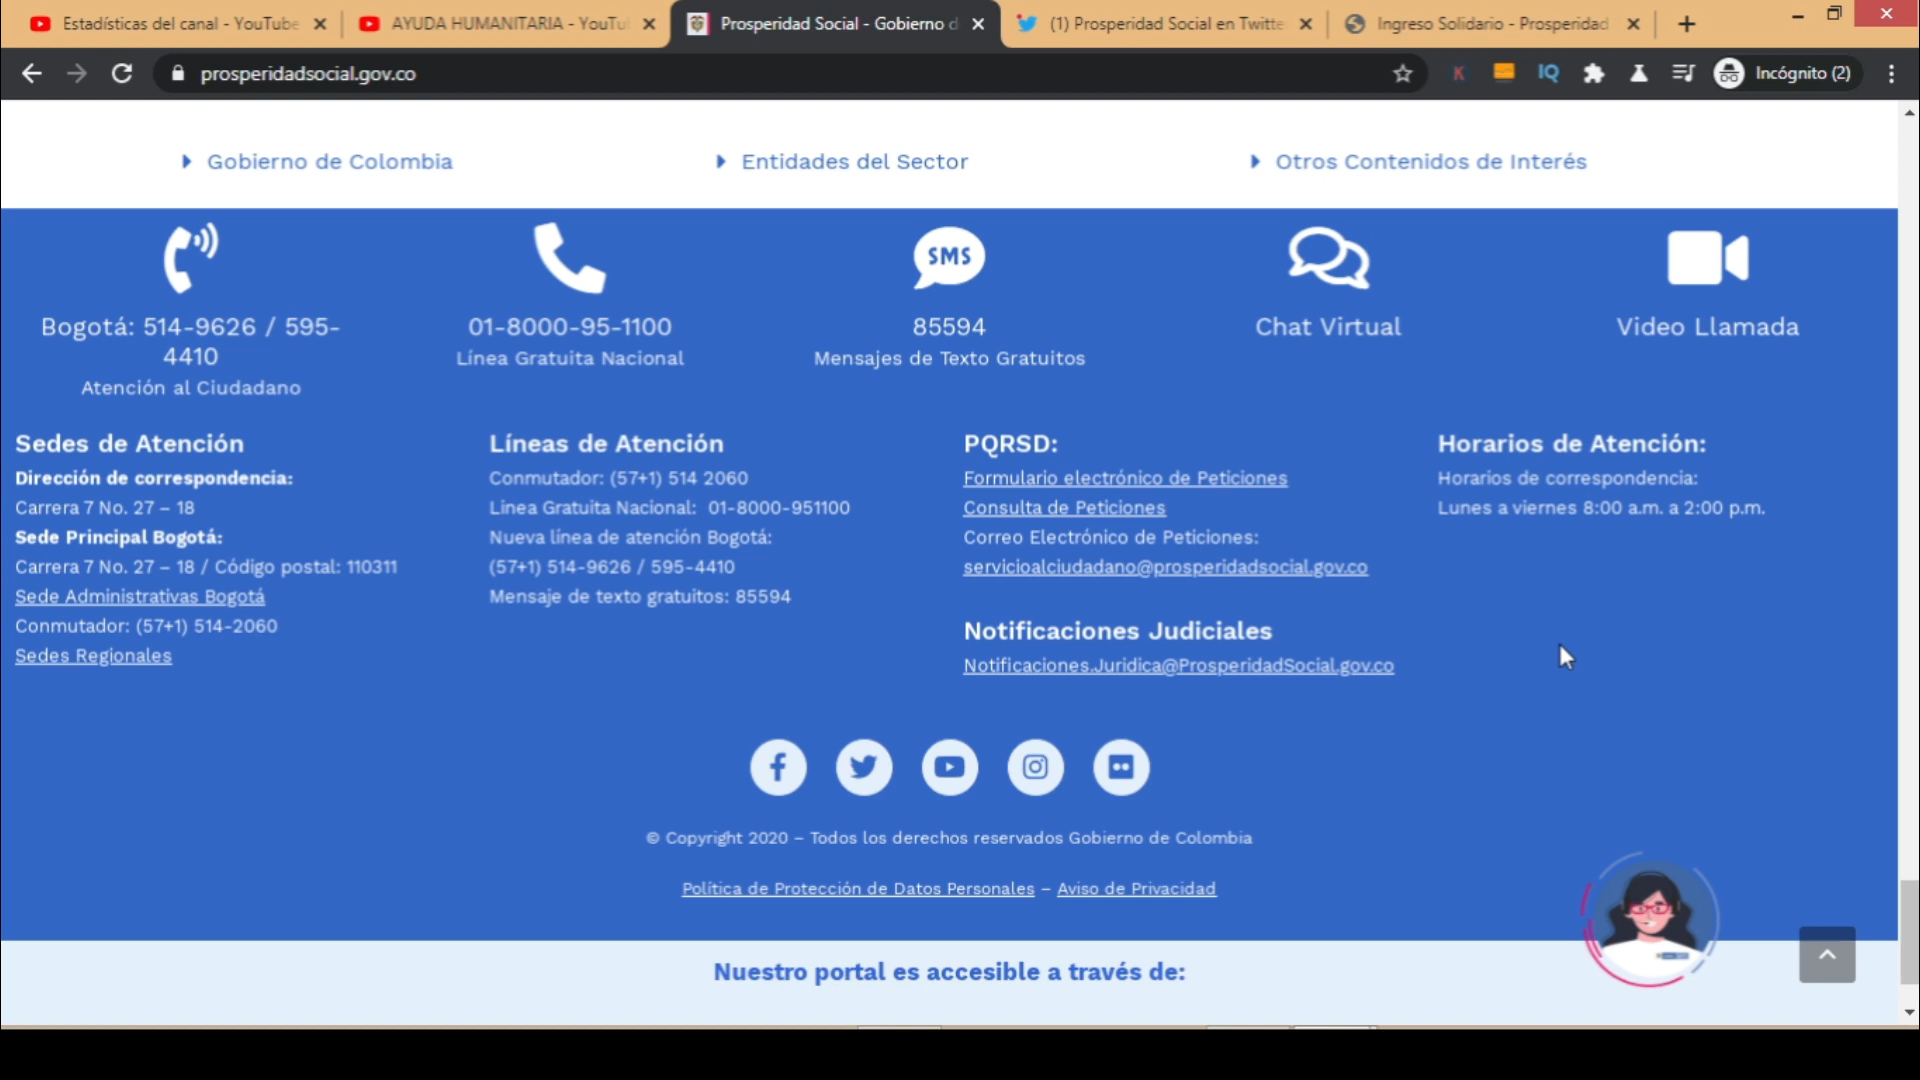 Estadísticas del canal - YouTube
AYUDA HUMANITARIA - YouTu
Prosperidad Social - Gobierno d
(1) Prosperidad Social en Twitte
Ingreso Solidario - Prosperidad
prosperidadsocial.gov.co
K
IQ
Incógnito (2)
Gobierno de Colombia
Entidades del Sector
Otros Contenidos de Interés
SMS
Bogotá: 514-9626 / 595-
4410
Atención al Ciudadano
01-8000-95-1100
Línea Gratuita Nacional
85594
Mensajes de Texto Gratuitos
Chat Virtual
Video Llamada
Sedes de Atención
Dirección de correspondencia:
Carrera 7 No. 27 – 18
Sede Principal Bogotá:
Carrera 7 No. 27 – 18 / Código postal: 110311
Sede Administrativas Bogotá
Conmutador: (57+1) 514-2060
Sedes Regionales
Líneas de Atención
Conmutador: (57+1) 514 2060
Linea Gratuita Nacional: 01-8000-951100
Nueva línea de atención Bogotá:
(57+1) 514-9626 / 595-4410
Mensaje de texto gratuitos: 85594
PQRSD:
Formulario electrónico de Peticiones
Consulta de Peticiones
Correo Electrónico de Peticiones:
servicioalciudadano@prosperidadsocial.gov.co
Notificaciones Judiciales
Notificaciones.Juridica@ProsperidadSocial.gov.co
Horarios de Atención:
Horarios de correspondencia:
Lunes a viernes 8:00 a.m. a 2:00 p.m.
© Copyright 2020 – Todos los derechos reservados Gobierno de Colombia
Política de Protección de Datos Personales – Aviso de Privacidad
Nuestro portal es accesible a través de: